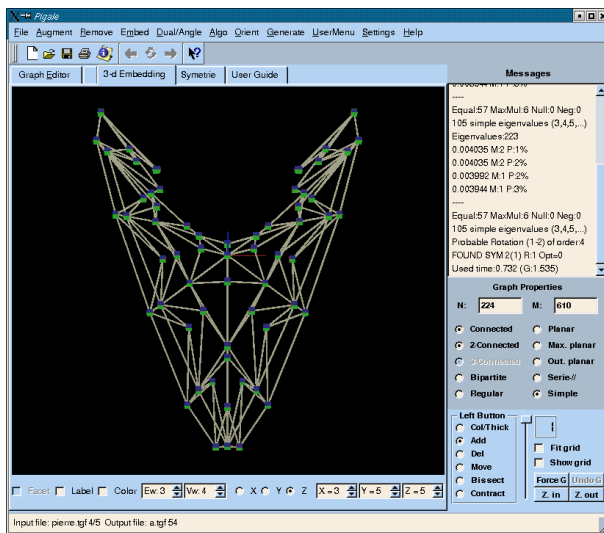 Pigale
File Augment Remove Embed Dual/Angle Algo Orient Generate UserMenu Settings Help
Graph Editor 3-d Embedding Symetrie User Guide
Messages
----
Equal:57 MaxMul:6 Null:0 Neg:0
105 simple eigenvalues (3,4,5,...)
Eigenvalues:223
0.004035 M:2 P:1%
0.004035 M:2 P:2%
0.003992 M:1 P:2%
0.003944 M:1 P:3%
----
Equal:57 MaxMul:6 Null:0 Neg:0
105 simple eigenvalues (3,4,5,...)
Probable Rotation (1-2) of order:4
FOUND SYM 2(1) R:1 Opt=0
Used time:0.732 (G:1.535)
Graph Properties
N: 224 M: 610
Connected Planar
2-Connected Max. planar
3-Connected Out. planar
Bipartite Serie-//
Regular Simple
Left Button
Col/Thick
Add
Del
Move
Bissect
Contract
1
Fit grid
Show grid
Force G Undo G
Z. in Z. out
Facet Label Color Ew: 3 Vw: 4 X Y Z X=3 Y=5 Z=5
Input file: pierre.tgf 4/5 Output file: a.tgf 54